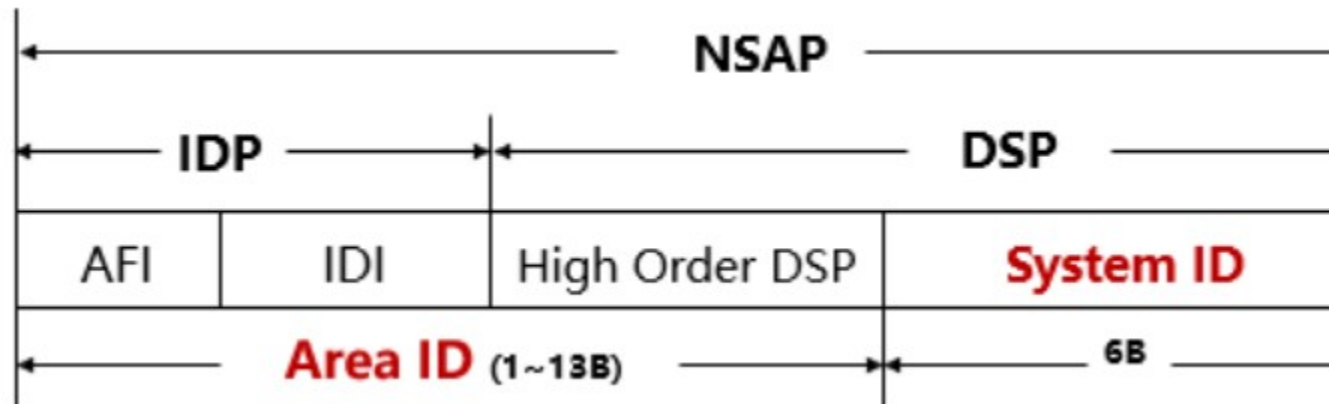 NSAP
IDP DSP
AFI IDI High Order DSP System ID
Area ID (1~13B) 6B